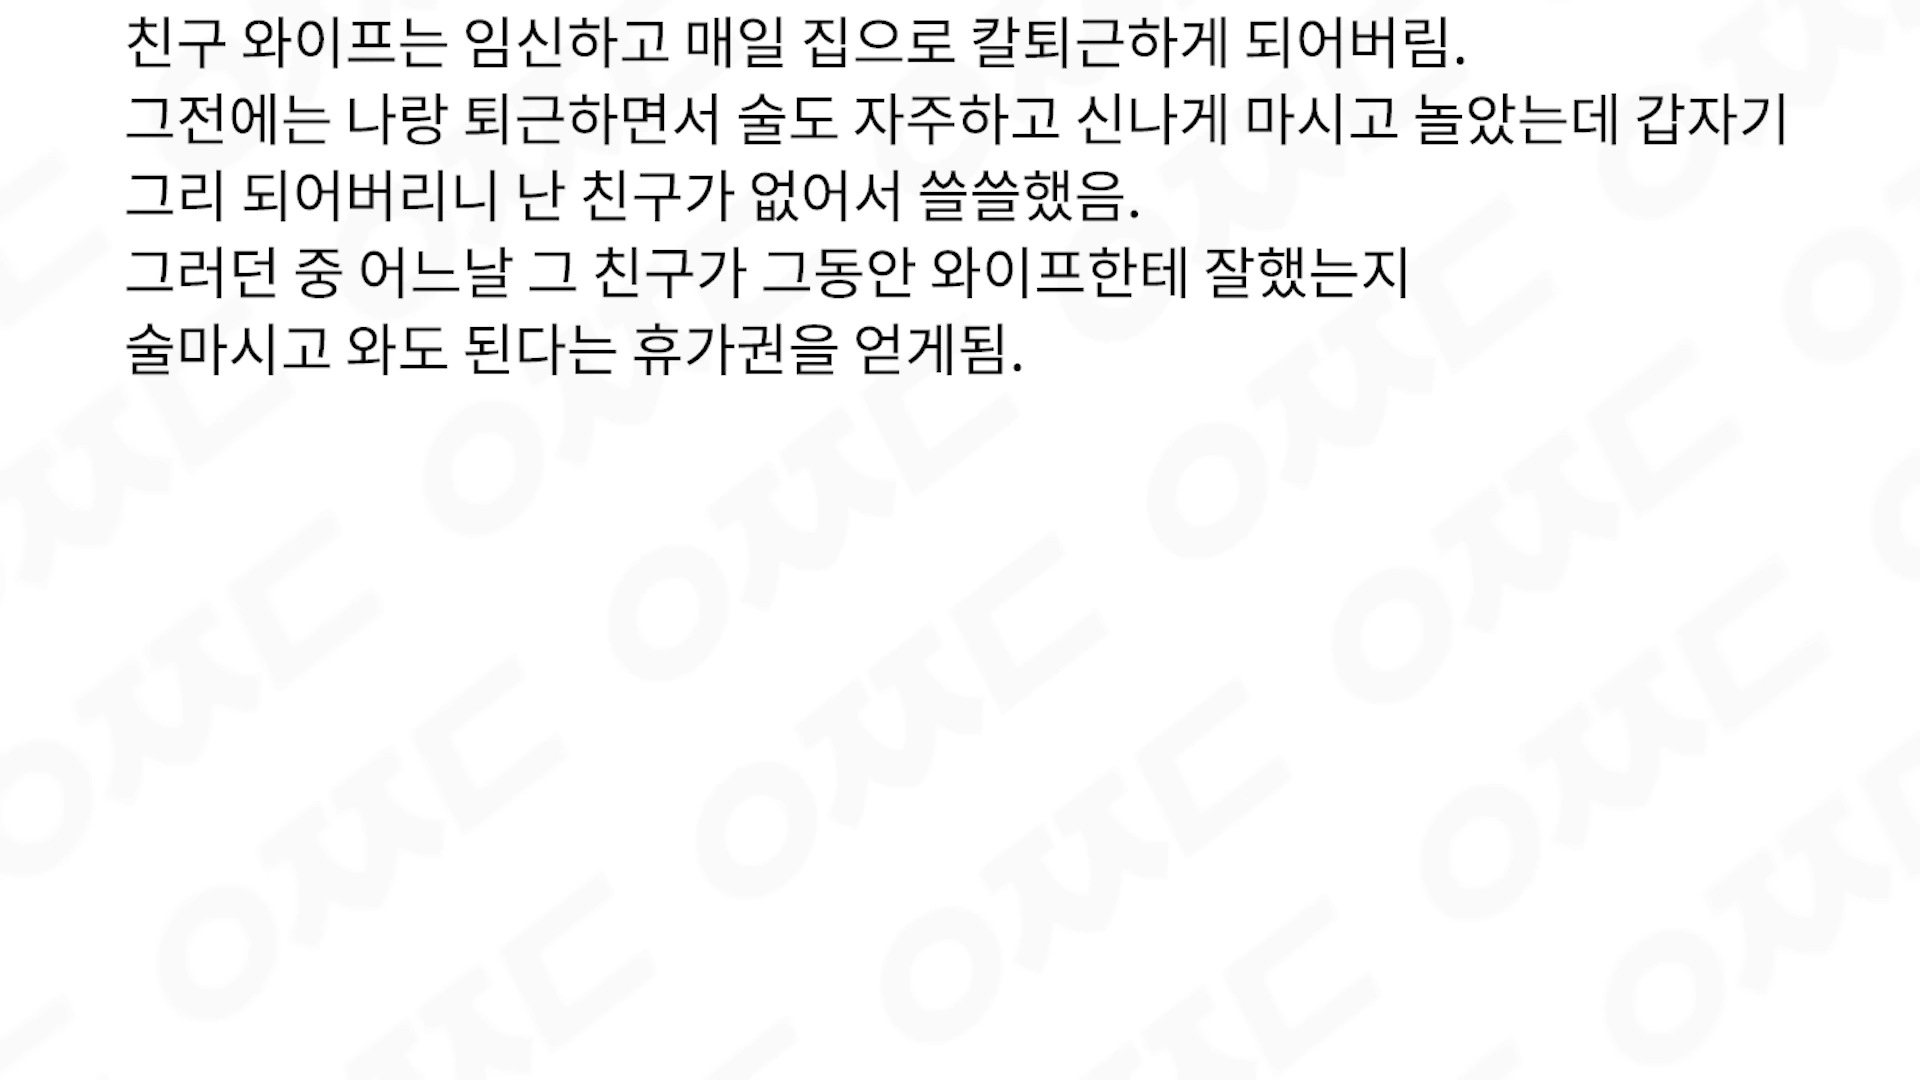 친구 와이프는 임신하고 매일 집으로 칼퇴근하게 되어버림.
그전에는 나랑 퇴근하면서 술도 자주하고 신나게 마시고 놀았는데 갑자기
그리 되어버리니 난 친구가 없어서 쓸쓸했음.
그러던 중 어느날 그 친구가 그동안 와이프한테 잘했는지
술마시고 와도 된다는 휴가권을 얻게됨.